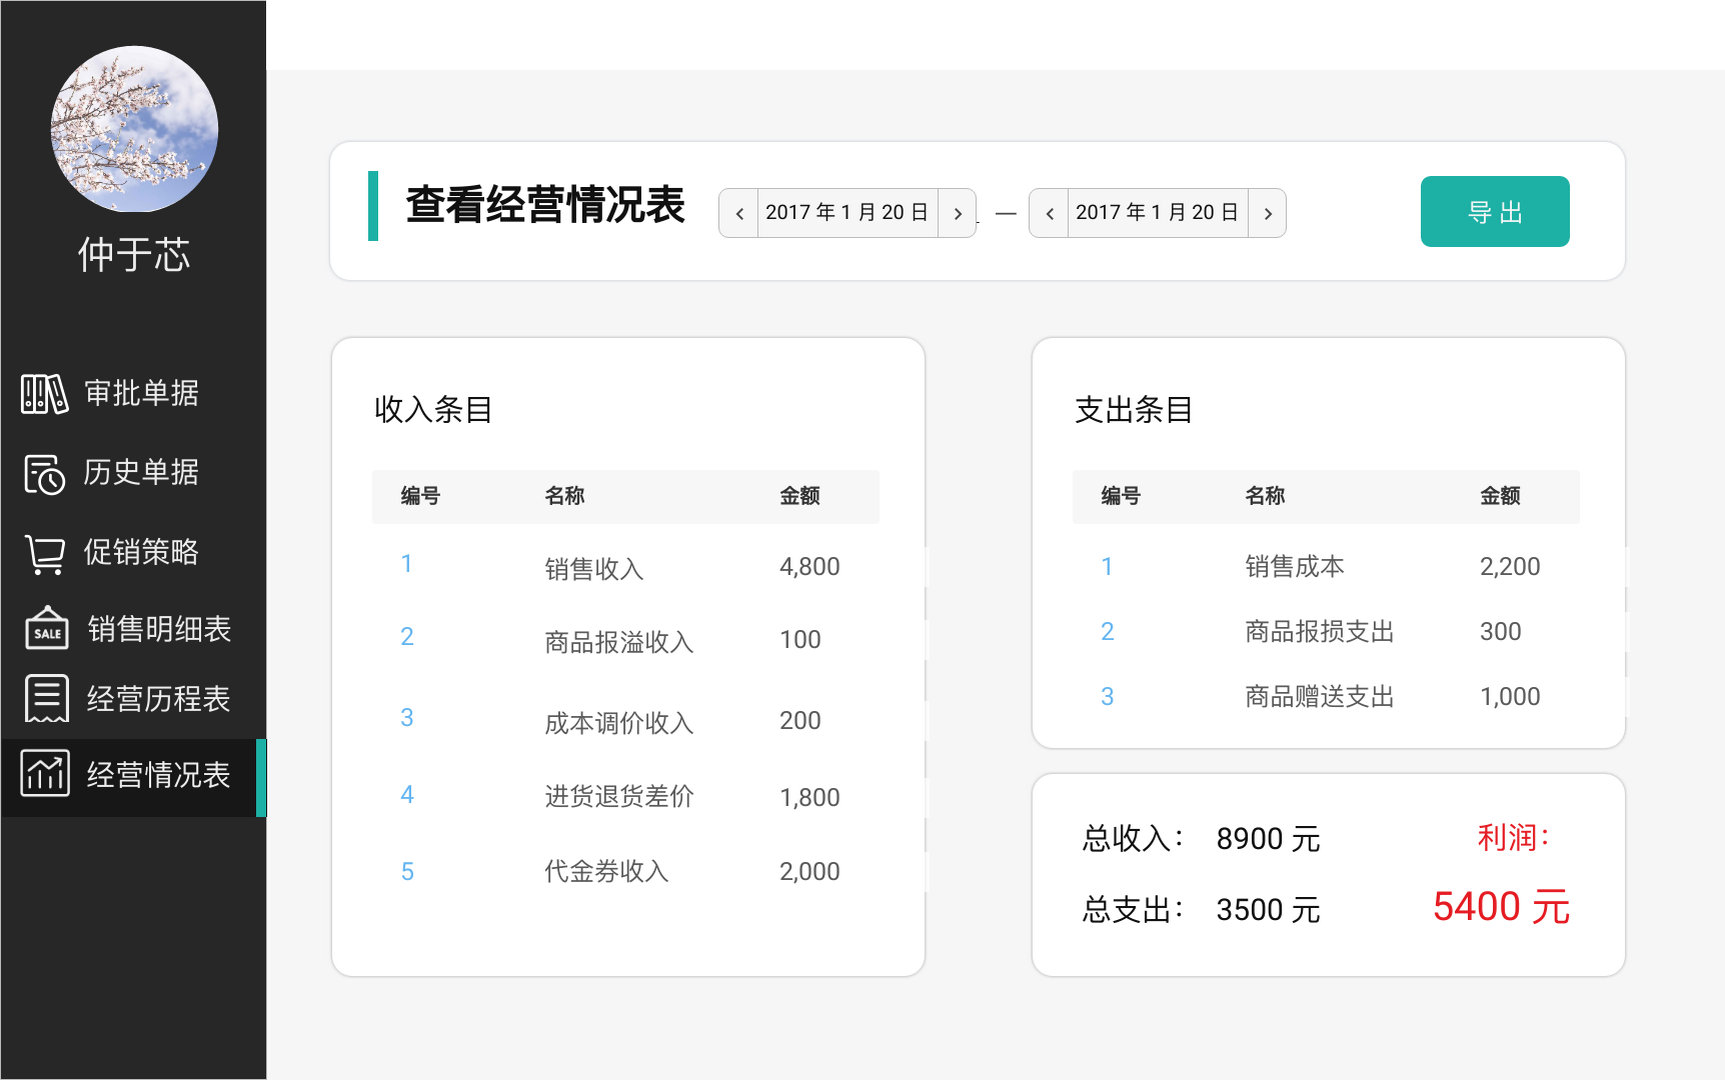 仲于芯
审批单据
历史单据
促销策略
SALE
销售明细表
经营历程表
经营情况表
查看经营情况表 2017 年 1 月 20 日 — 2017 年 1 月 20 日 导 出
收入条目
编号 名称 金额
1 销售收入 4,800
2 商品报溢收入 100
3 成本调价收入 200
4 进货退货差价 1,800
5 代金券收入 2,000
支出条目
编号 名称 金额
1 销售成本 2,200
2 商品报损支出 300
3 商品赠送支出 1,000
总收入： 8900 元
总支出： 3500 元
利润：
5400 元